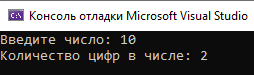 Консоль отладки Microsoft Visual Studio
Введите число: 10
Количество цифр в числе: 2